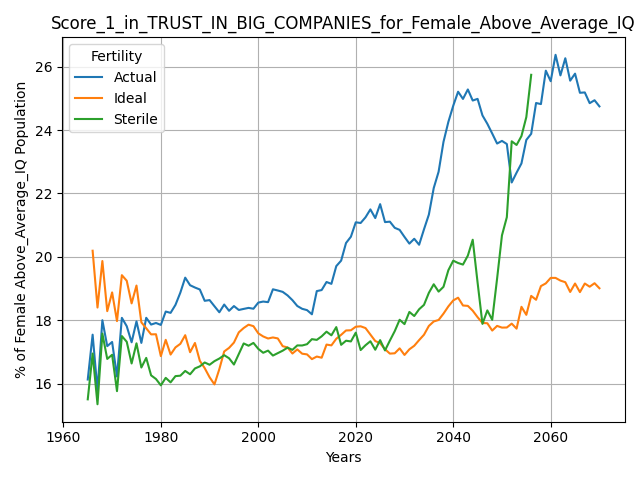 Score_1_in_TRUST_IN_BIG_COMPANIES_for_Female_Above_Average_IQ
Fertility
Actual
Ideal
Sterile
% of Female Above_Average_IQ Population
26
24
22
20
18
16
1960
1980
2000
2020
2040
2060
Years